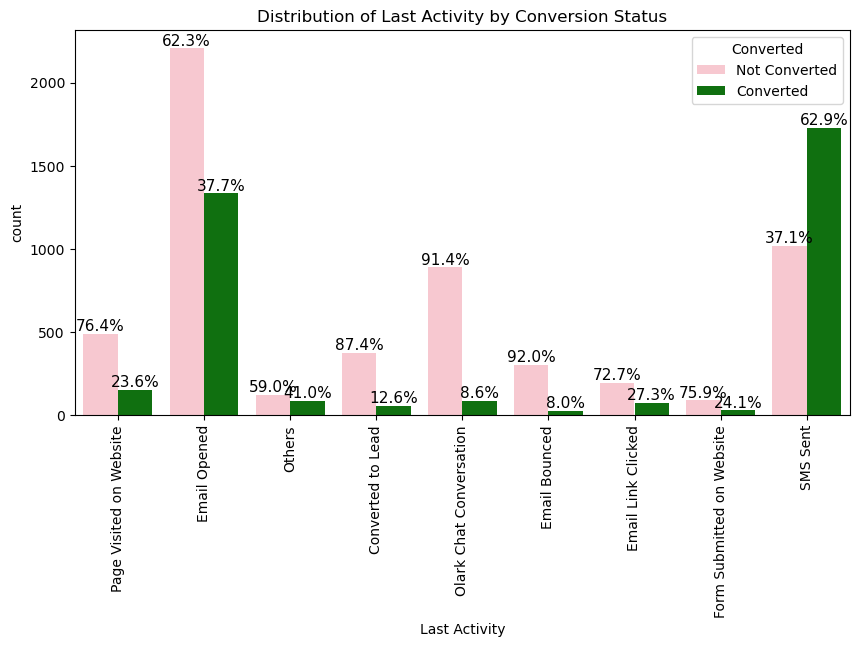 Distribution of Last Activity by Conversion Status
Converted
Not Converted
Converted
count
2000
1500
1000
500
0
76.4%
23.6%
62.3%
37.7%
59.0%
41.0%
87.4%
12.6%
91.4%
8.6%
92.0%
8.0%
72.7%
27.3%
75.9%
24.1%
37.1%
62.9%
Page Visited on Website
Email Opened
Others
Converted to Lead
Olark Chat Conversation
Email Bounced
Email Link Clicked
Form Submitted on Website
SMS Sent
Last Activity